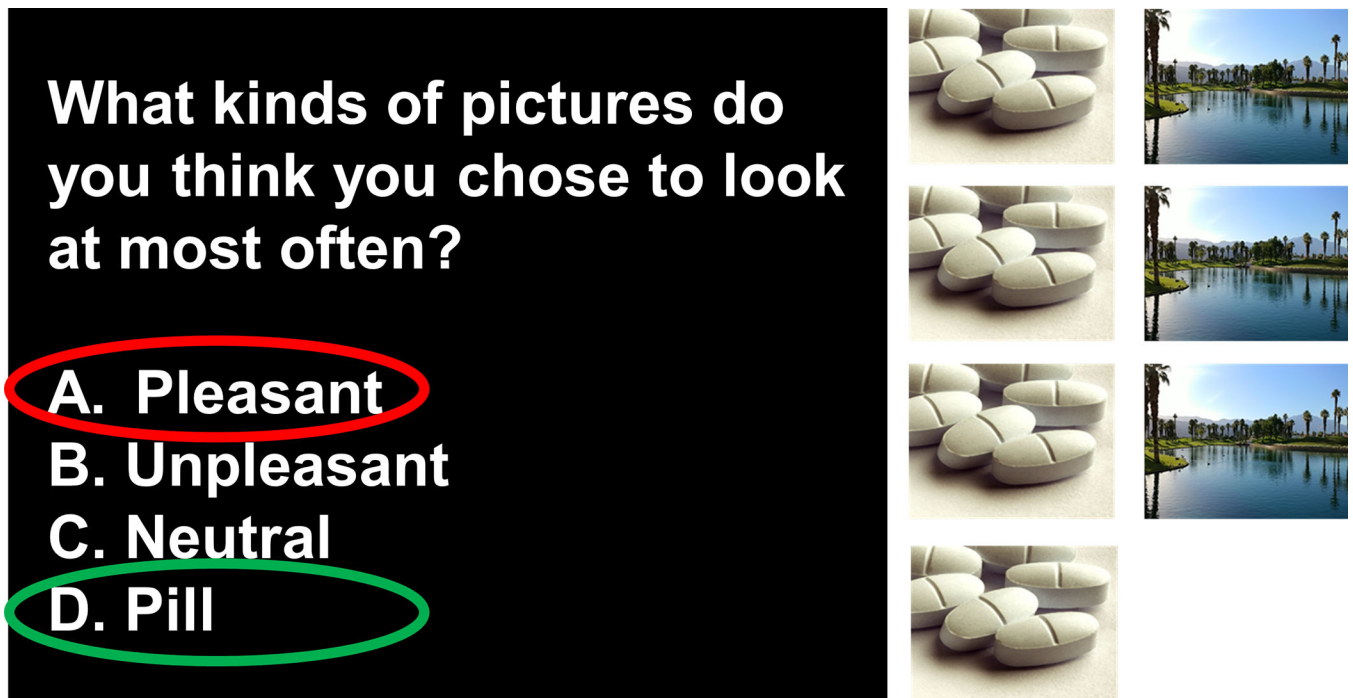 What kinds of pictures do
you think you chose to look
at most often?
A. Pleasant
B. Unpleasant
C. Neutral
D. Pill